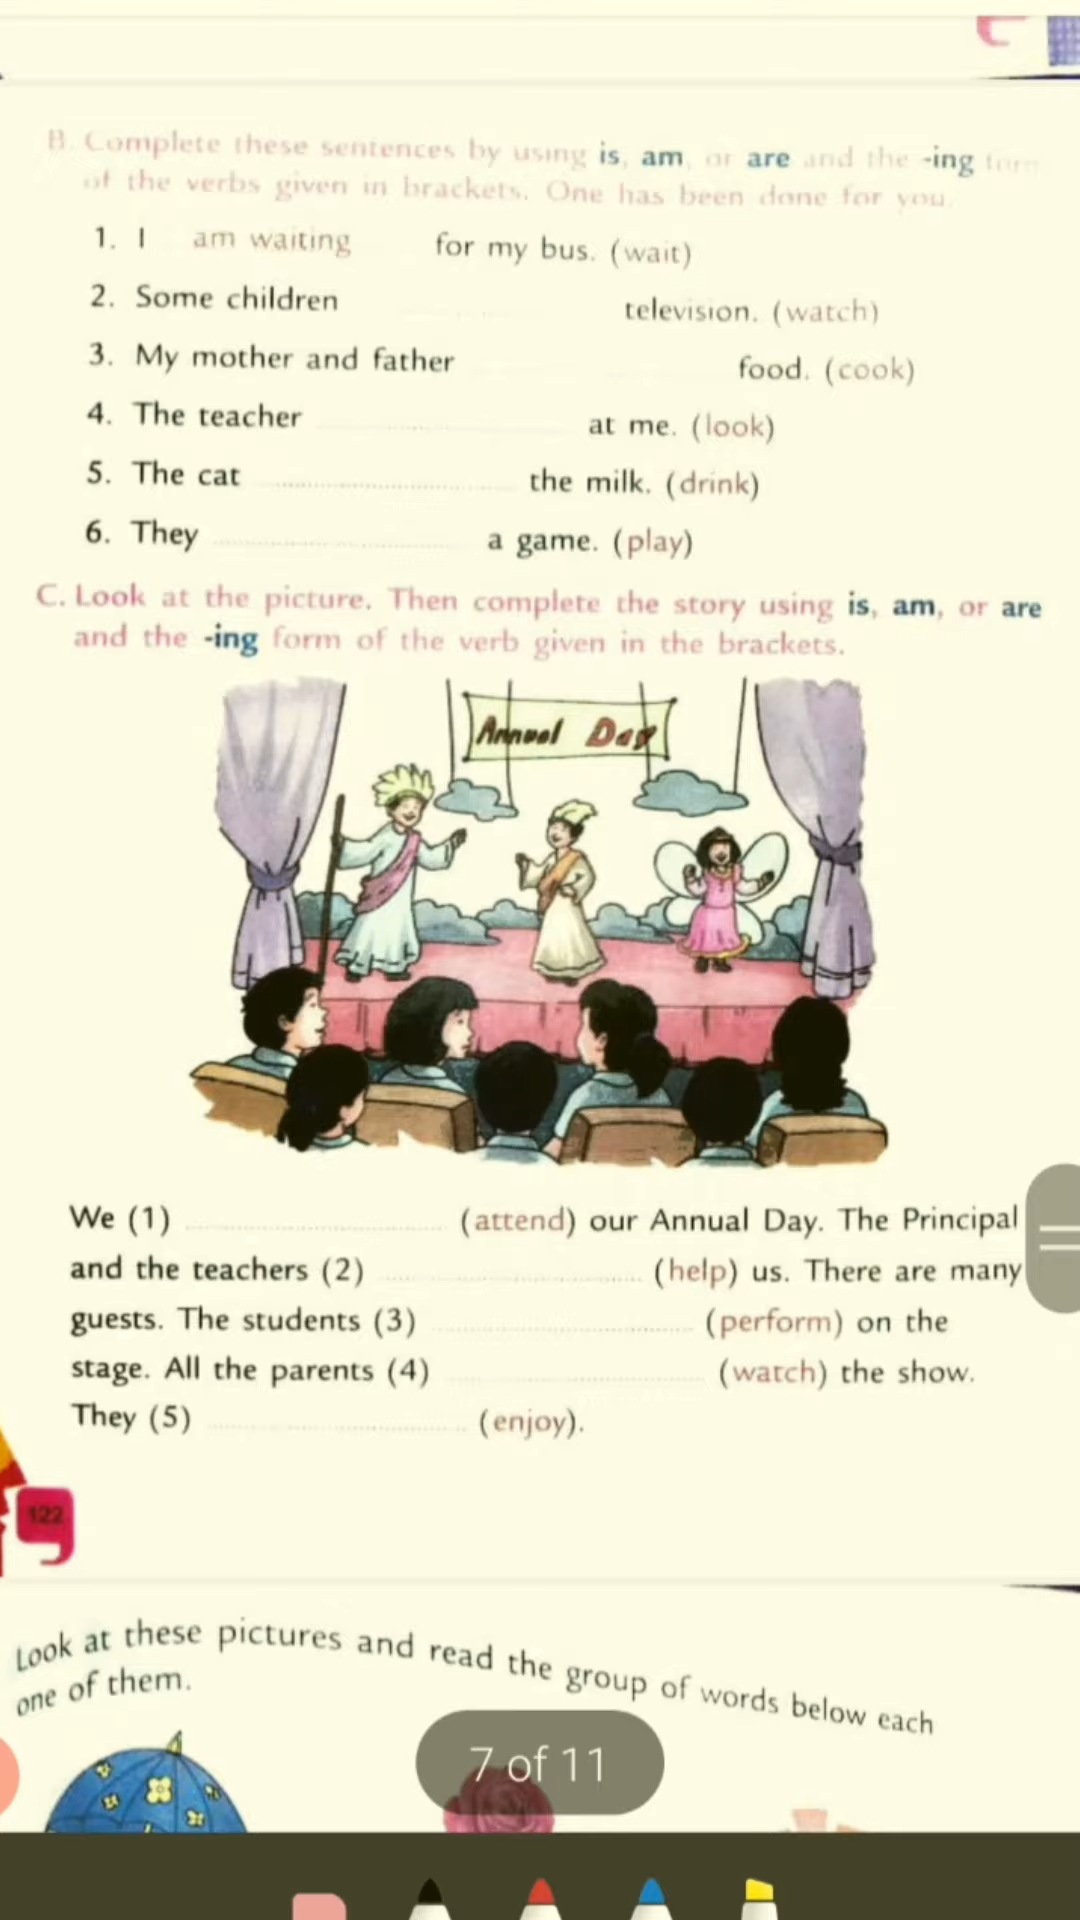 B. Complete these sentences by using is, am, or are and the -ing form
of the verbs given in brackets. One has been done for you.
1. I am waiting for my bus. (wait)
2. Some children television. (watch)
3. My mother and father food. (cook)
4. The teacher at me. (look)
5. The cat the milk. (drink)
6. They a game. (play)
C. Look at the picture. Then complete the story using is, am, or are
and the -ing form of the verb given in the brackets.
Annual Day
We (1) (attend) our Annual Day. The Principal
and the teachers (2) (help) us. There are many
guests. The students (3) (perform) on the
stage. All the parents (4) (watch) the show.
They (5) (enjoy).
122
Look at these pictures and read the group of words below each
one of them.
7 of 11